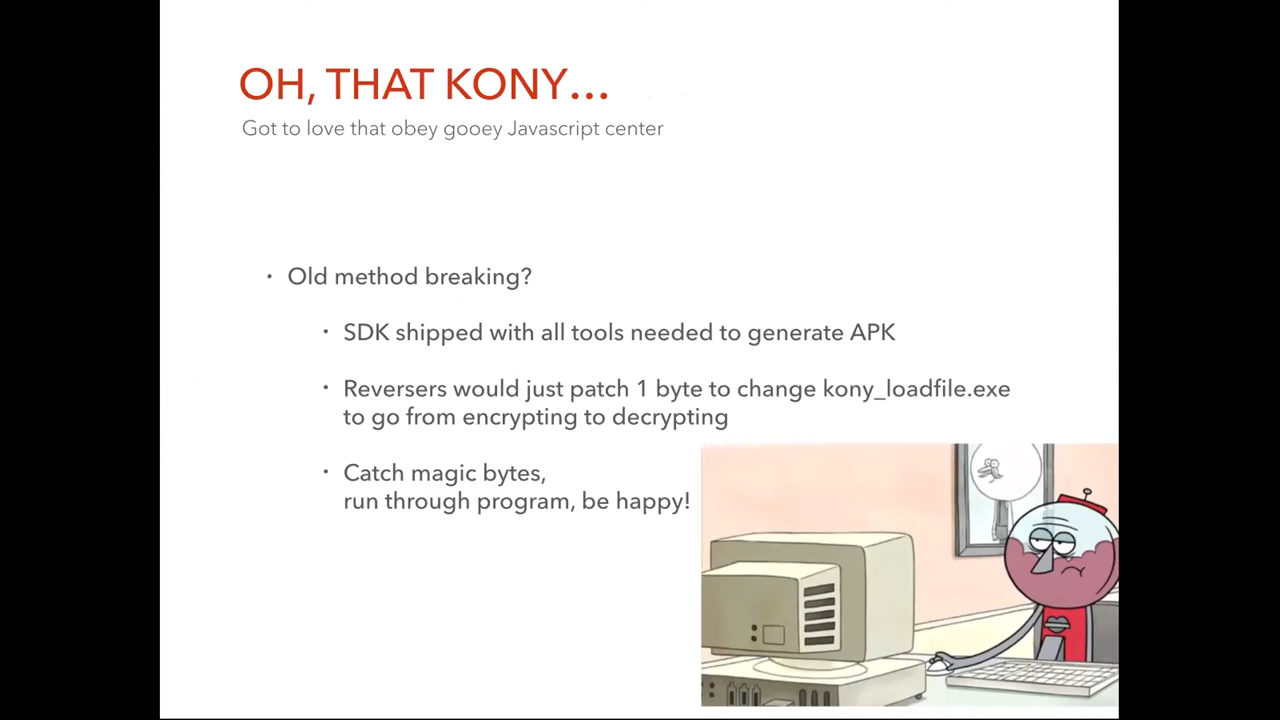 OH, THAT KONY...
Got to love that obey gooey Javascript center
• Old method breaking?
• SDK shipped with all tools needed to generate APK
• Reversers would just patch 1 byte to change kony_loadfile.exe
to go from encrypting to decrypting
• Catch magic bytes,
run through program, be happy!